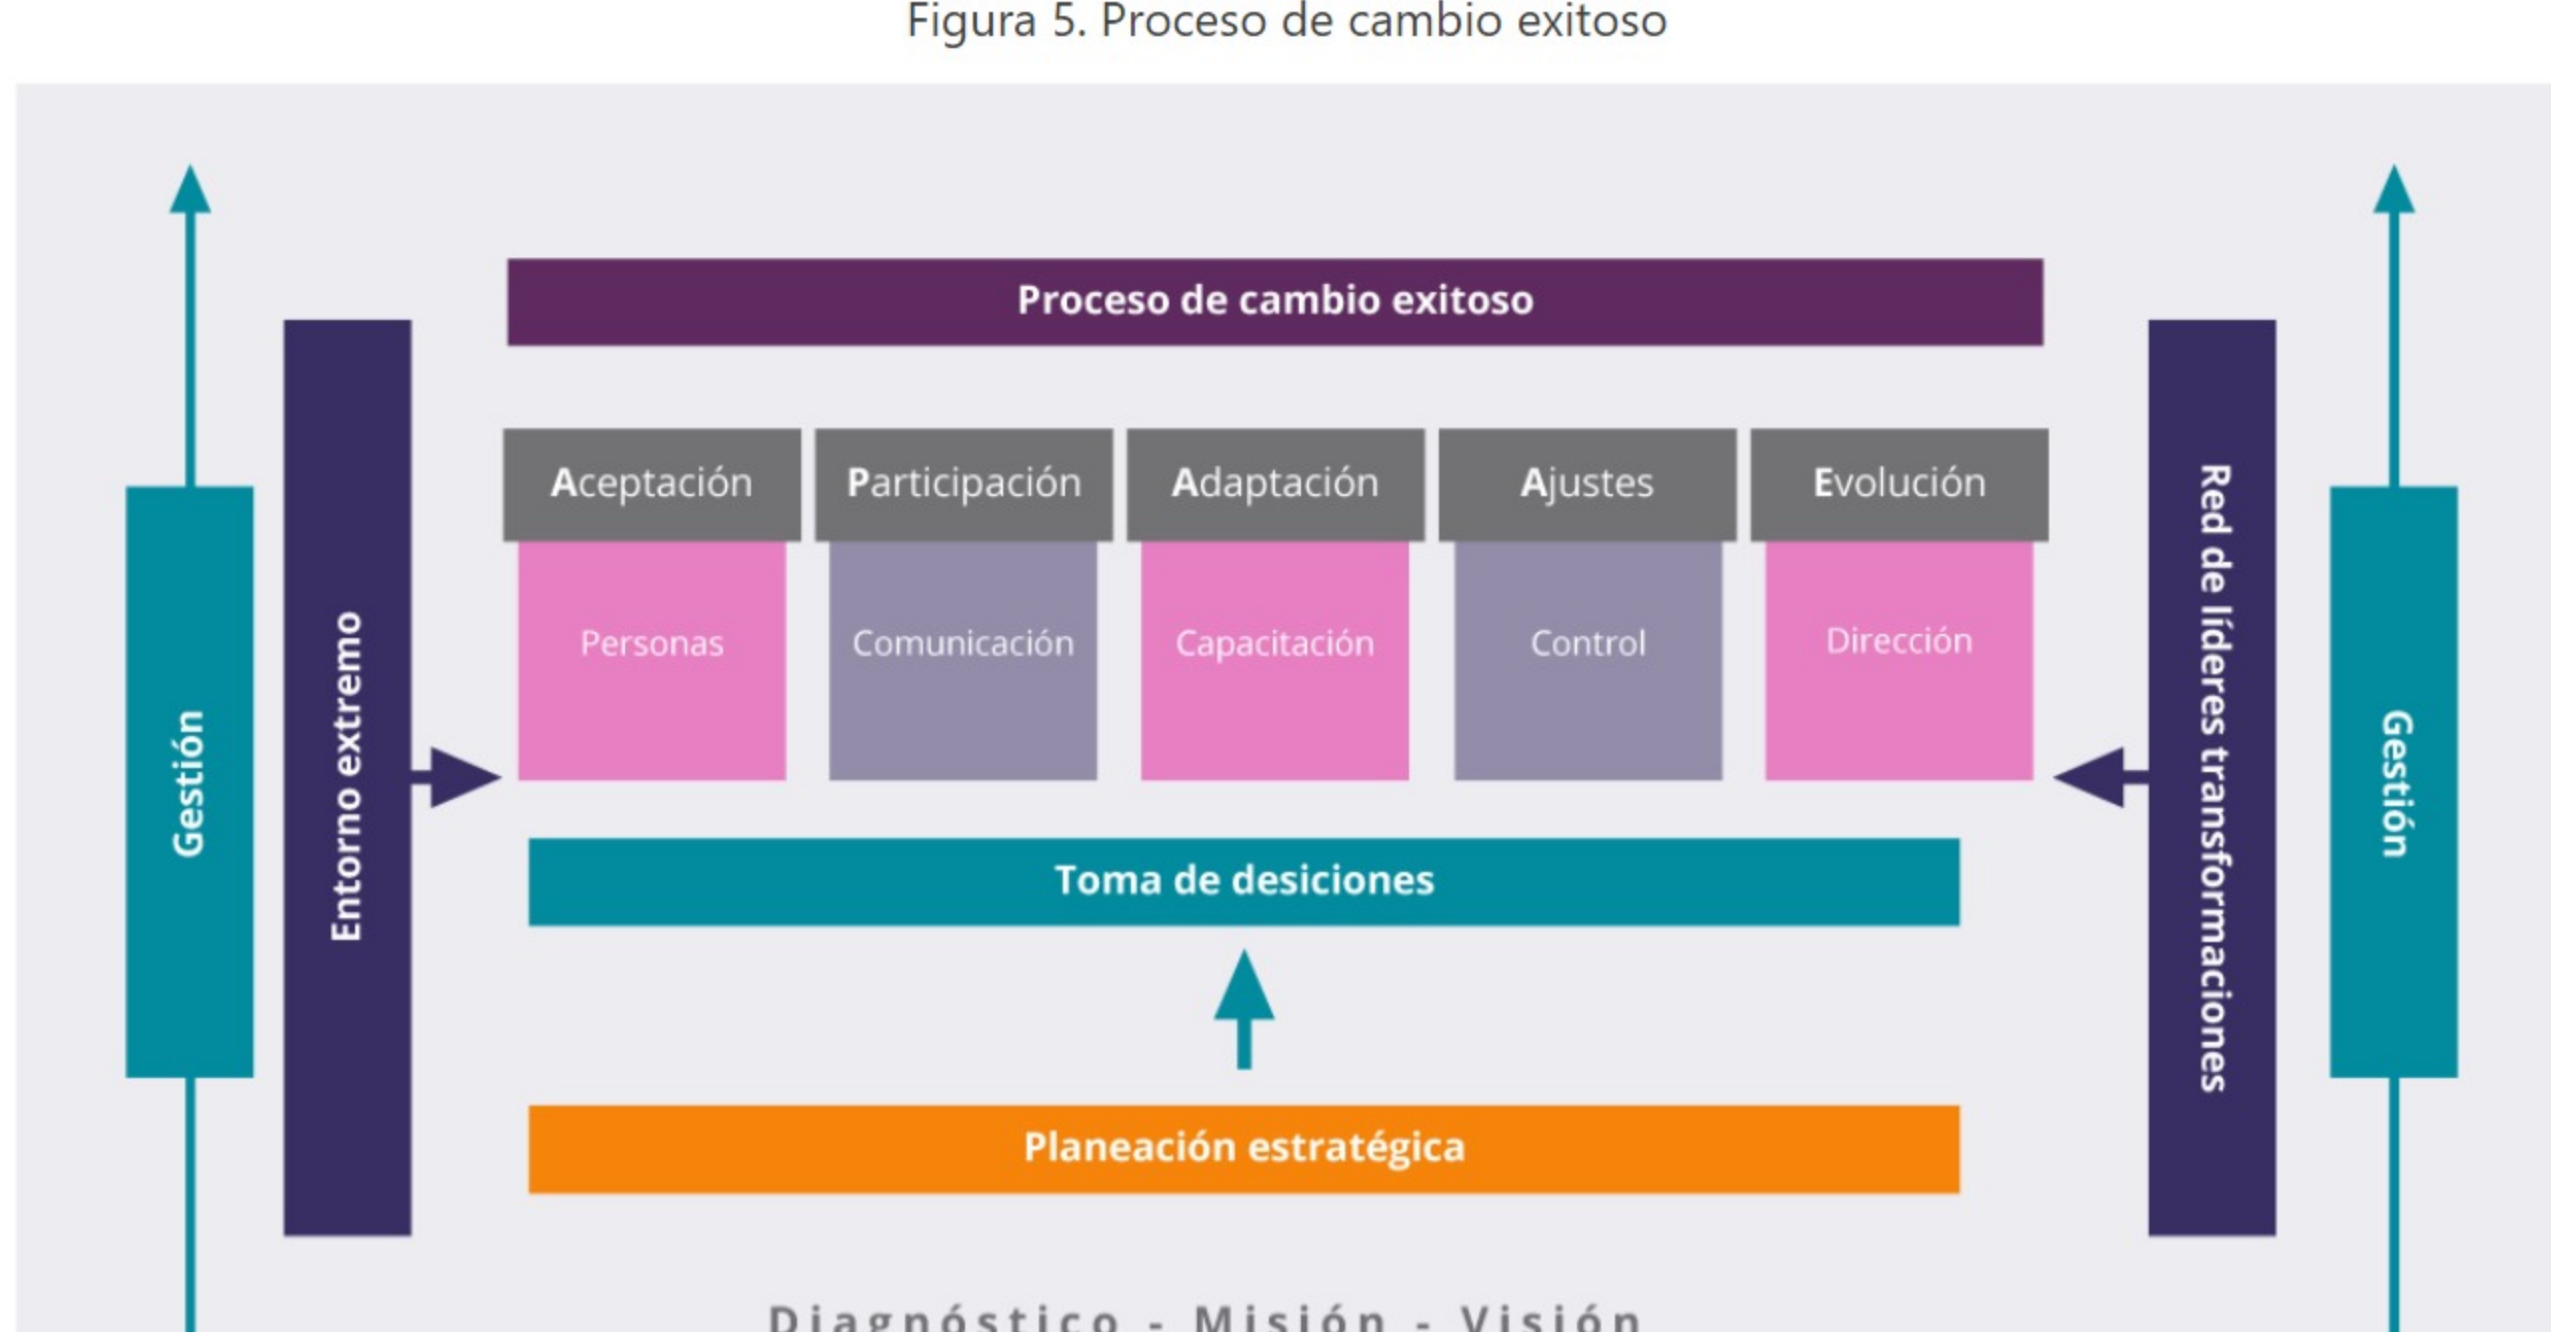 Figura 5. Proceso de cambio exitoso
Proceso de cambio exitoso
Aceptación
Participación
Adaptación
Ajustes
Evolución
Personas
Comunicación
Capacitación
Control
Dirección
Gestión
Entorno extremo
Red de líderes transformaciones
Gestión
Toma de desiciones
Planeación estratégica
Diagnóstico - Misión - Visión